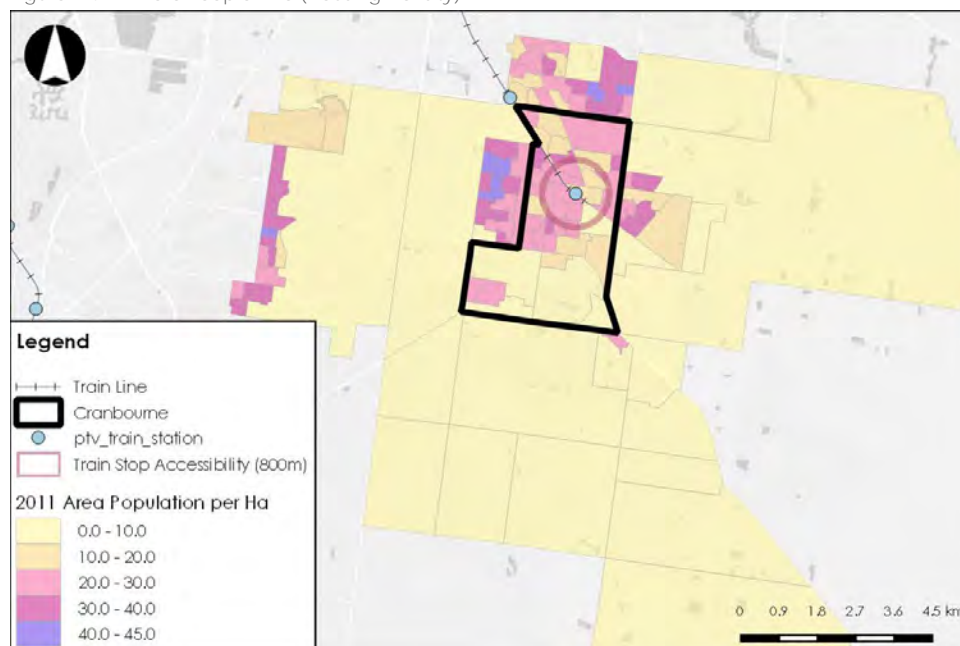 Legend
Train Line
Cranbourne
ptv_train_station
Train Stop Accessibility (800m)
2011 Area Population per Ha
0.0 - 10.0
10.0 - 20.0
20.0 - 30.0
30.0 - 40.0
40.0 - 45.0
0 0.9 1.8 2.7 3.6 4.5 km